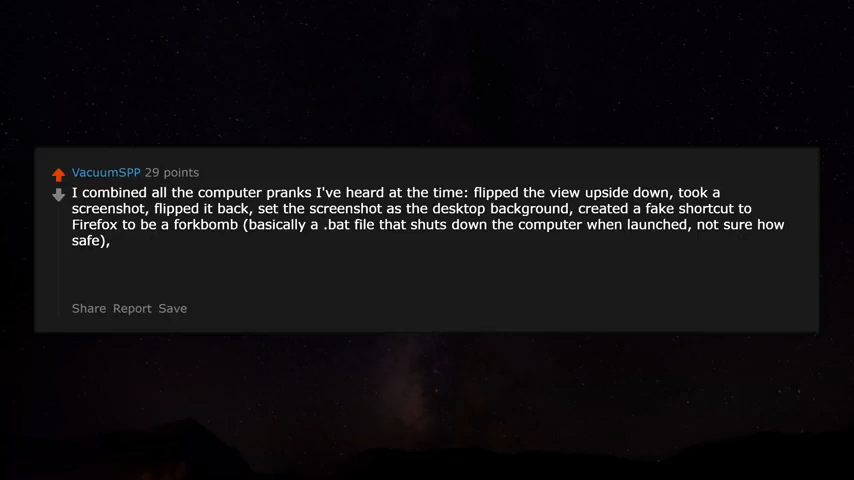 VacuumSPP 29 points
I combined all the computer pranks I've heard at the time: flipped the view upside down, took a
screenshot, flipped it back, set the screenshot as the desktop background, created a fake shortcut to
Firefox to be a forkbomb (basically a .bat file that shuts down the computer when launched, not sure how
safe),
Share Report Save